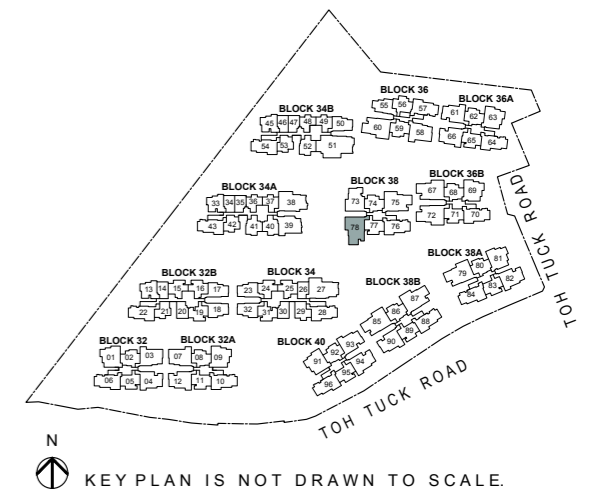 BLOCK 36
BLOCK 36A
55 56 57
61 62 63
60 59 58
66 65 64
BLOCK 34B
45 46 47 48 49 50
54 53 52 51
BLOCK 38
73 74 75
78 77 76
BLOCK 36B
67 68 69
72 71 70
BLOCK 34A
33 34 35 36 37 38
43 42 41 40 39
TOH TUCK ROAD
BLOCK 38A
79 80 81
84 83 82
BLOCK 32B
13 14 15 16 17
22 21 20 19 18
BLOCK 34
23 24 25 26 27
32 31 30 29 28
BLOCK 38B
85 86 87
90 89 88
BLOCK 32
01 02 03
06 05 04
BLOCK 32A
07 08 09
12 11 10
BLOCK 40
91 92 93
96 95 94
TOH TUCK ROAD
N
KEY PLAN IS NOT DRAWN TO SCALE.